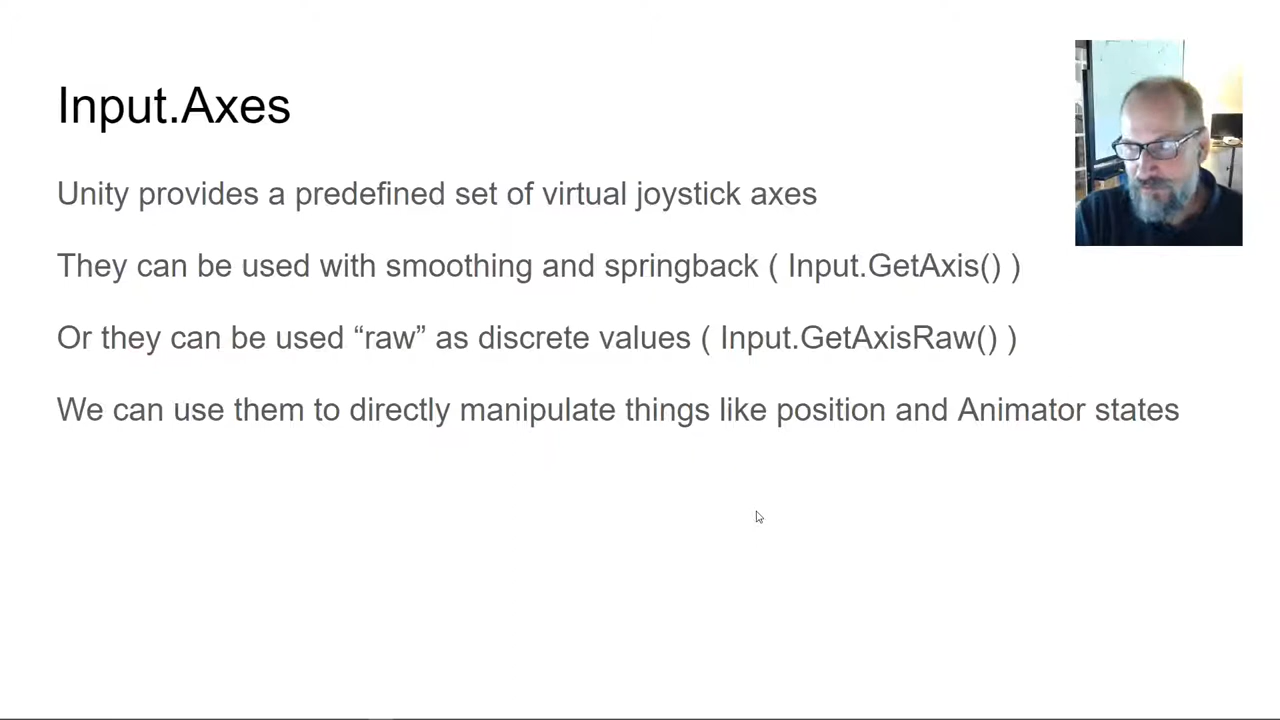 Input.Axes
Unity provides a predefined set of virtual joystick axes
They can be used with smoothing and springback ( Input.GetAxis() )
Or they can be used “raw” as discrete values ( Input.GetAxisRaw() )
We can use them to directly manipulate things like position and Animator states